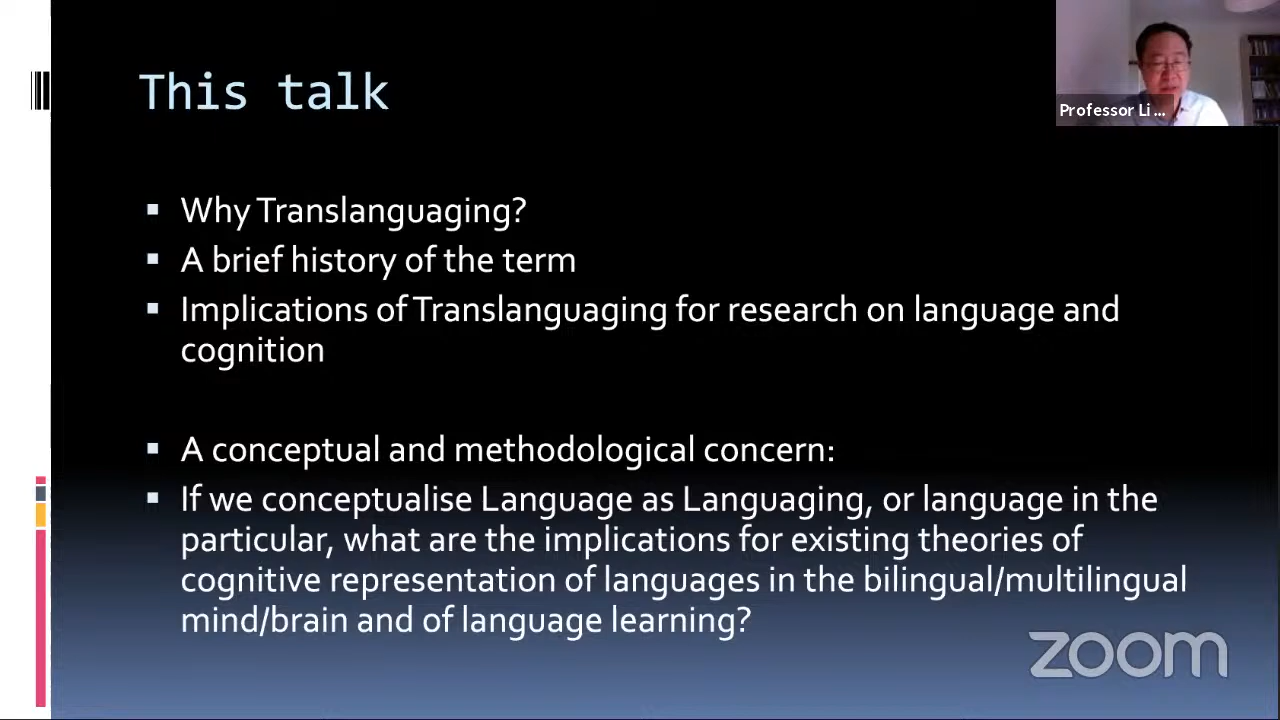 This talk
Professor Li ...
Why Translanguaging?
A brief history of the term
Implications of Translanguaging for research on language and
cognition
A conceptual and methodological concern:
If we conceptualise Language as Languaging, or language in the
particular, what are the implications for existing theories of
cognitive representation of languages in the bilingual/multilingual
mind/brain and of language learning?
zoom